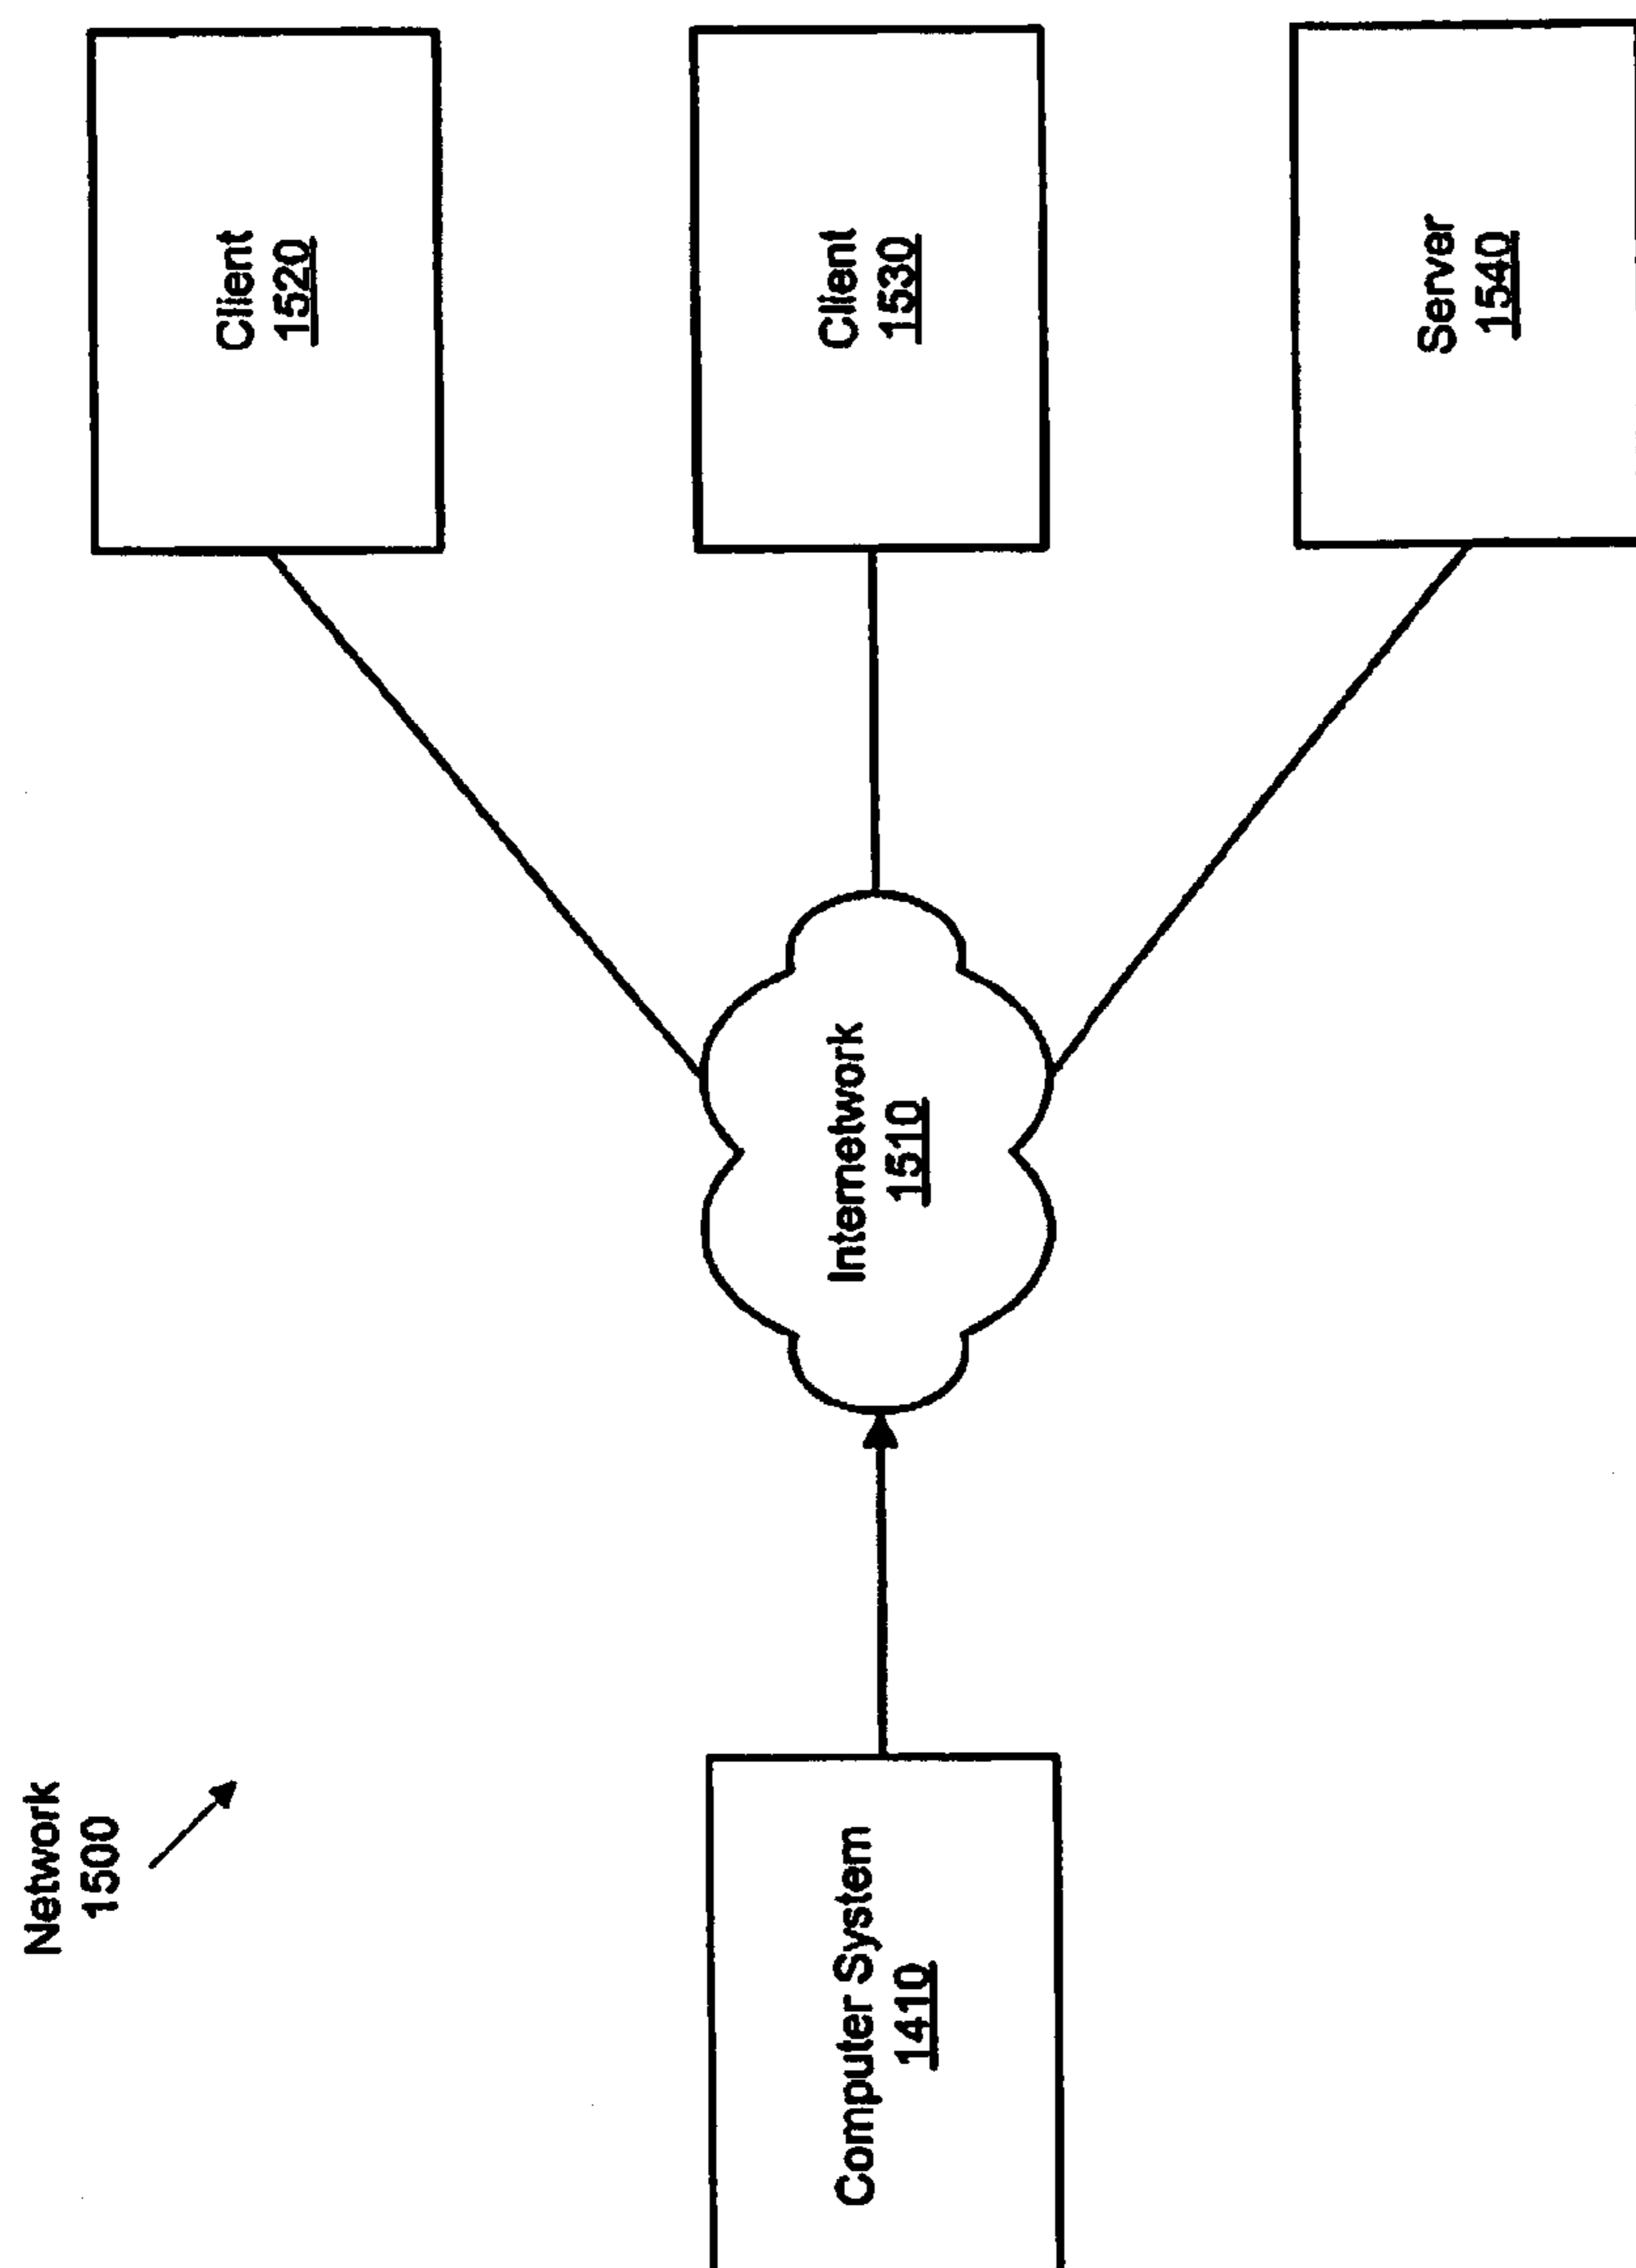 Network
1500
Client
1520
Computer System
1410
Internetwork
1510
Client
1530
Server
1540